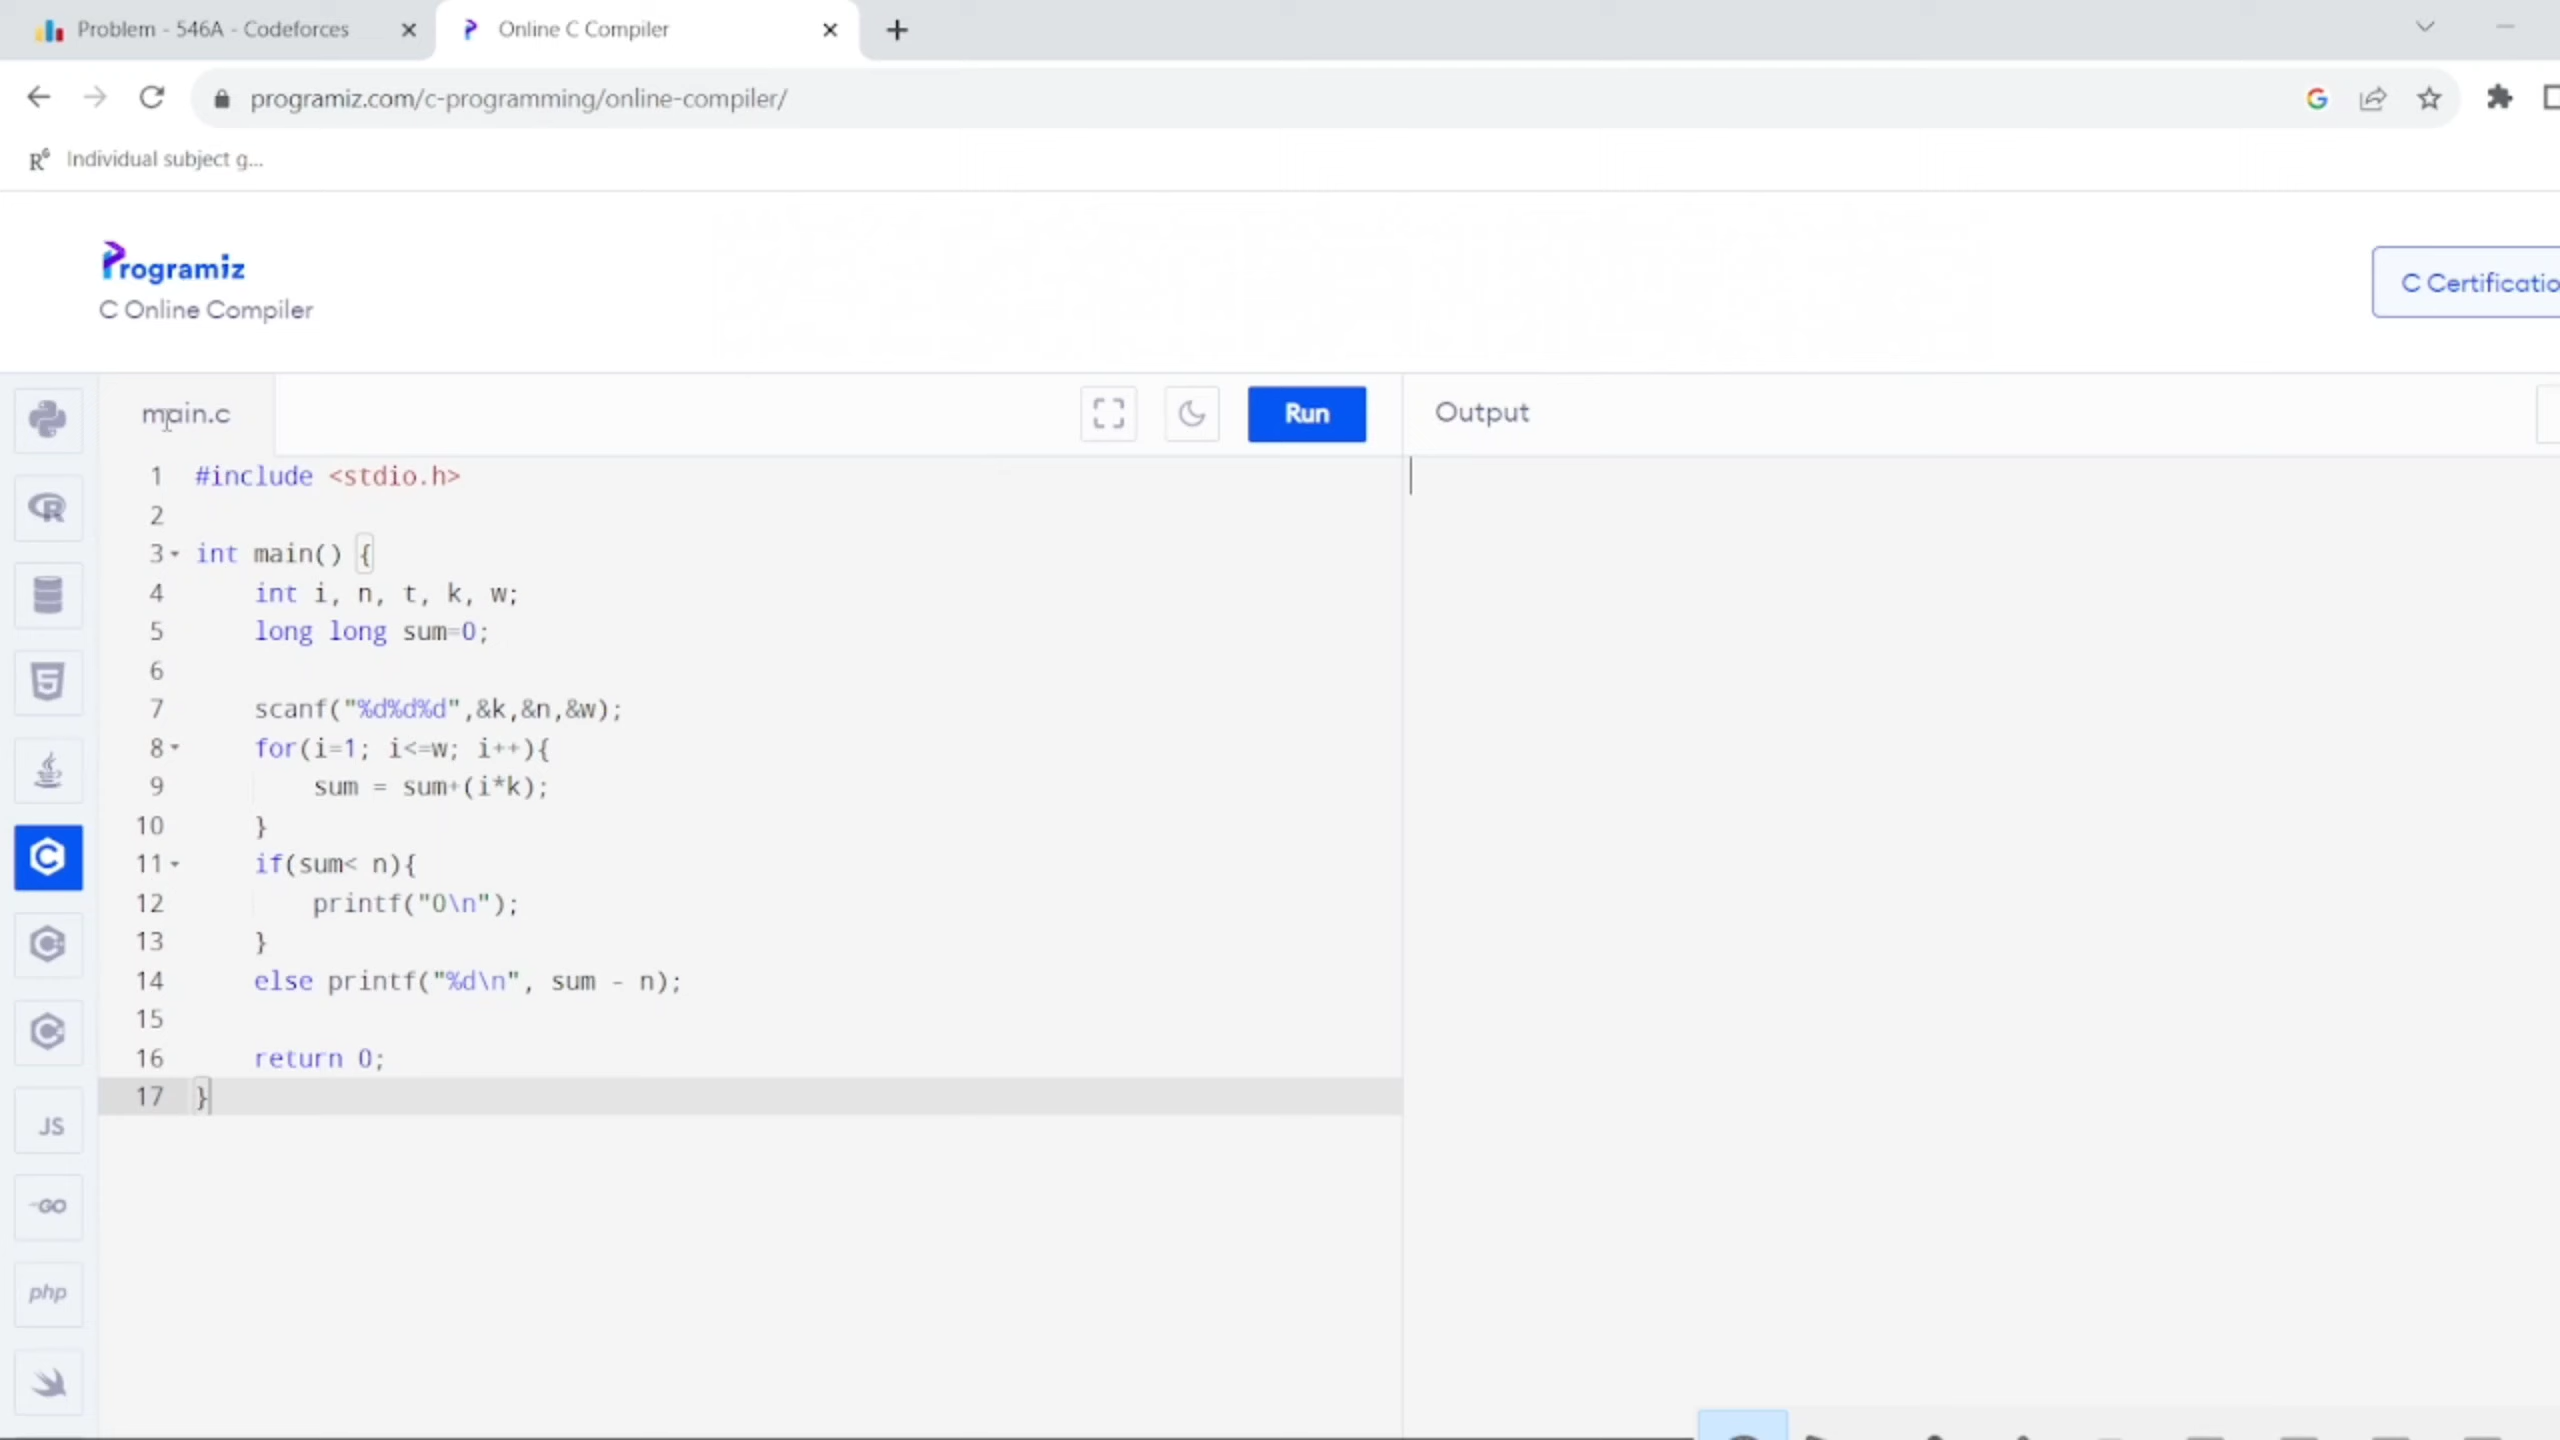 Problem - 546A - Codeforces
Online C Compiler
programiz.com/c-programming/online-compiler/
R⁶ Individual subject g...
Programiz
C Online Compiler
C Certificatio
main.c
Run
Output
1 #include <stdio.h>
2
3 int main() {
4 int i, n, t, k, w;
5 long long sum=0;
6
7 scanf("%d%d%d",&k,&n,&w);
8 for(i=1; i<=w; i++){
9 sum = sum+(i*k);
10 }
11 if(sum< n){
12 printf("0\n");
13 }
14 else printf("%d\n", sum - n);
15
16 return 0;
17 }
JS
GO
php